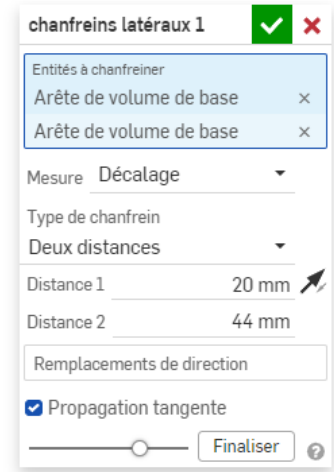 chanfreins latéraux 1
Entités à chanfreiner
Arête de volume de base
Arête de volume de base
Mesure Décalage
Type de chanfrein
Deux distances
Distance 1 20 mm
Distance 2 44 mm
Remplacements de direction
Propagation tangente
Finaliser